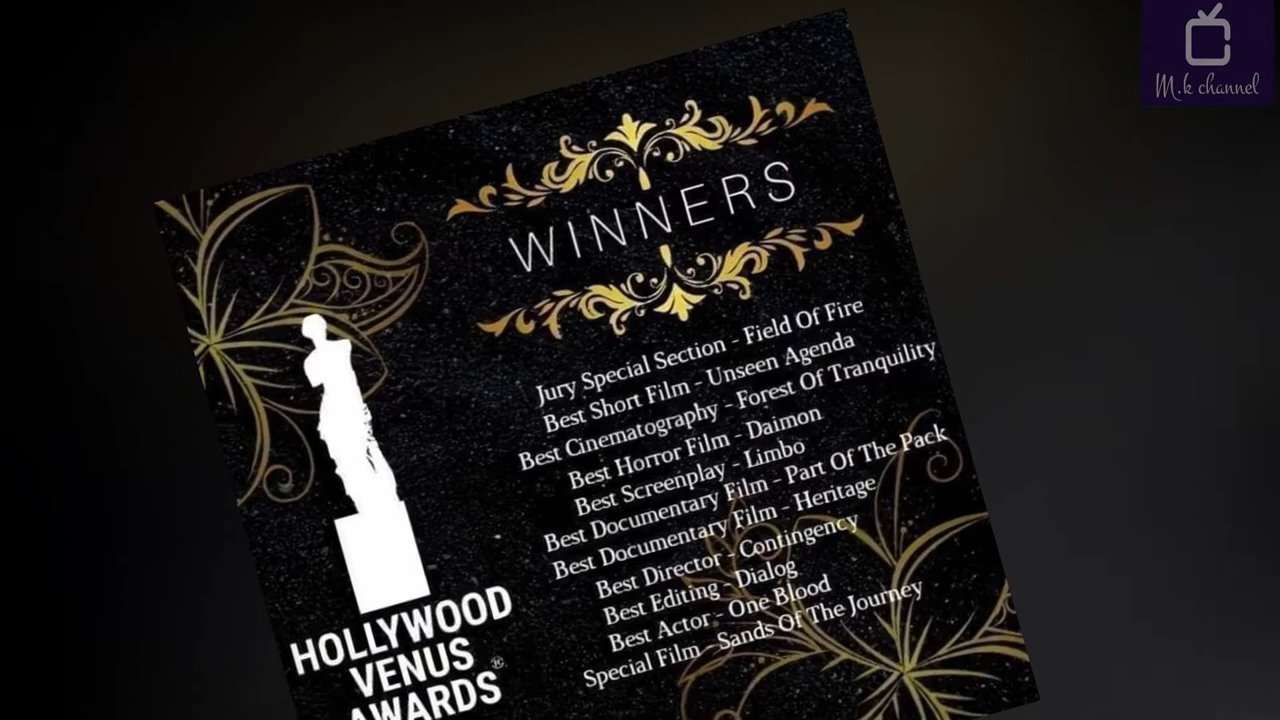 M.k channel
WINNERS
Jury Special Section - Field Of Fire
Best Short Film - Unseen Agenda
Best Cinematography - Forest Of Tranquility
Best Horror Film - Daimon
Best Screenplay - Limbo
Best Documentary Film - Part Of The Pack
Best Documentary Film - Heritage
Best Director - Contingency
Best Editing - Dialog
Best Actor - One Blood
Special Film - Sands Of The Journey
HOLLYWOOD
VENUS
AWARDS®